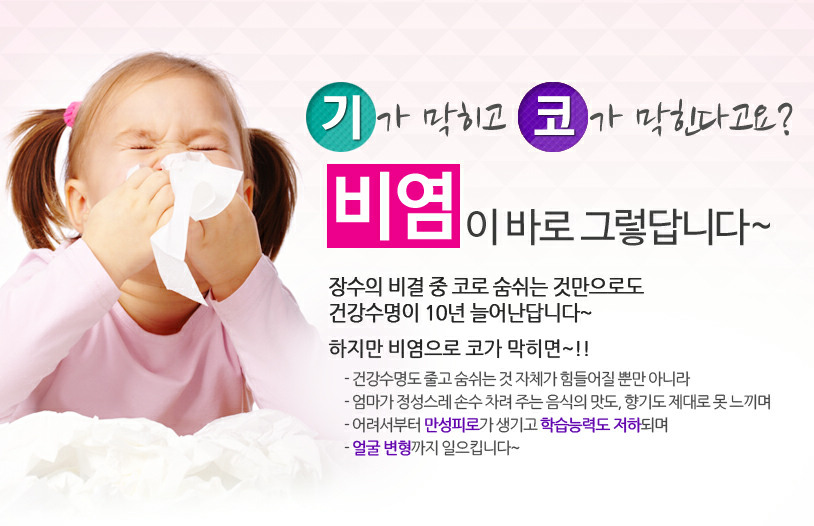 기가 막히고 코가 막힌다고요?
비염이 바로 그렇답니다~
장수의 비결 중 코로 숨쉬는 것만으로도
건강수명이 10년 늘어난답니다~
하지만 비염으로 코가 막히면~!!
- 건강수명도 줄고 숨쉬는 것 자체가 힘들어질 뿐만 아니라
- 엄마가 정성스레 손수 차려 주는 음식의 맛도, 향기도 제대로 못 느끼며
- 어려서부터 만성피로가 생기고 학습능력도 저하되며
- 얼굴 변형까지 일으킵니다~